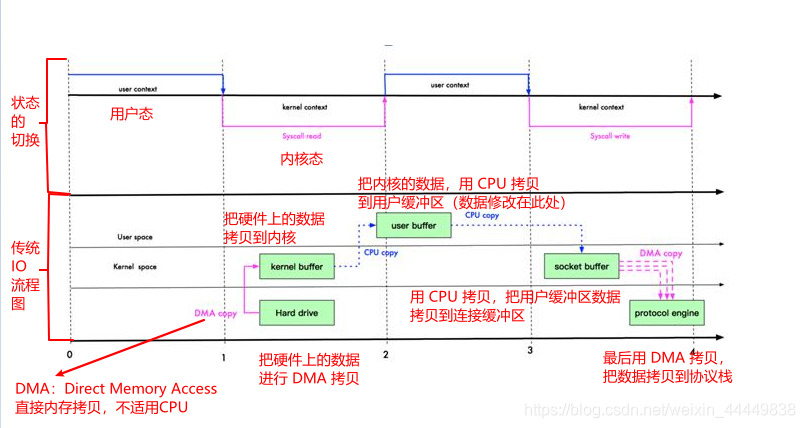 状态
的
切换
user context
用户态
kernel context
Syscall read
内核态
user context
kernel context
Syscall write
传统
IO
流程
图
把内核的数据，用 CPU 拷贝
到用户缓冲区（数据修改在此处）
把硬件上的数据
拷贝到内核
CPU copy
user buffer
User space
CPU copy
DMA copy
Kernel space
kernel buffer
socket buffer
用 CPU 拷贝，把用户缓冲区数据
拷贝到连接缓冲区
DMA copy
Hard drive
protocol engine
0
1
2
3
4
把硬件上的数据
进行 DMA 拷贝
最后用 DMA 拷贝，
把数据拷贝到协议栈
DMA：Direct Memory Access
直接内存拷贝，不适用CPU
https://blog.csdn.net/weixin_44449838